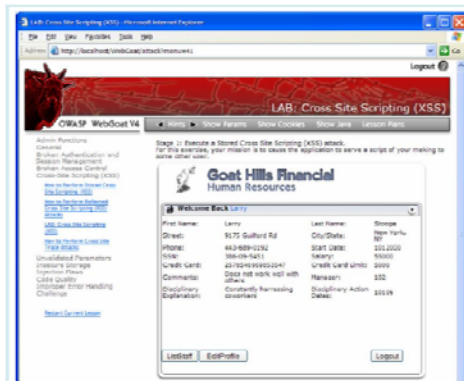 LAB: Cross Site Scripting (XSS) - Microsoft Internet Explorer
File Edit View Favorites Tools Help
Address http://localhost/WebGoat/attack?menu=41 Go
Logout
LAB: Cross Site Scripting (XSS)
OWASP WebGoat V4 Hints Show Params Show Cookies Show Java Lesson Plans
Admin Functions
General
Broken Authentication and Session Management
Broken Access Control
Cross-Site Scripting (XSS)
How to Perform Stored Cross Site Scripting (XSS)
How to Perform Reflected Cross Site Scripting (XSS) Attacks
LAB: Cross Site Scripting (XSS)
How to Perform Cross Site Trace Attacks
Unvalidated Parameters
Insecure Storage
Injection Flaws
Code Quality
Improper Error Handling
Challenge
Restart Current Lesson
Stage 1: Execute a Stored Cross Site Scripting (XSS) attack.
For this exercise, your mission is to cause the application to serve a script of your making to some other user.
Goat Hills Financial
Human Resources
Welcome Back Larry
First Name: Larry Last Name: Stooge
Street: 9175 Guilford Rd City/State: New York, NY
Phone: 443-689-0192 Start Date: 1012000
SSN: 386-09-5451 Salary: 55000
Credit Card: Credit Card Limit: 5000
Comments: Does not work well with others Manager: 102
Disciplinary Explanation: Constantly harassing coworkers Disciplinary Action Dates: 10106
ListStaff EditProfile Logout